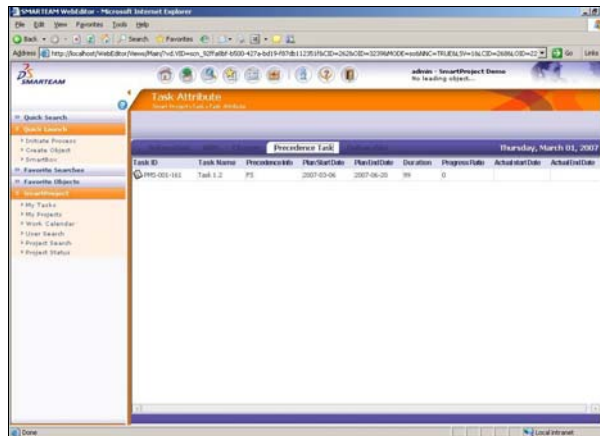 SMARTEAM WebEditor - Microsoft Internet Explorer
File Edit View Favorites Tools Help
Back Search Favorites
Address Go Links
SMARTEAM
admin - SmartProject Demo
No leading object...
Task Attribute
Quick Search
Quick Launch
Initiate Process
Create Object
SmartBox
Favorite Searches
Favorite Objects
SmartProject
My Tasks
My Projects
Work Calendar
User Search
Project Search
Project Status
Precedence Task
Thursday, March 01, 2007
Task ID Task Name Precedence Info Plan Start Date Plan End Date Duration Progress Ratio Actual start Date Actual End Date
PMS-001-161 Task 1.2 FS 2007-03-06 2007-06-20 99 0
Done Local intranet